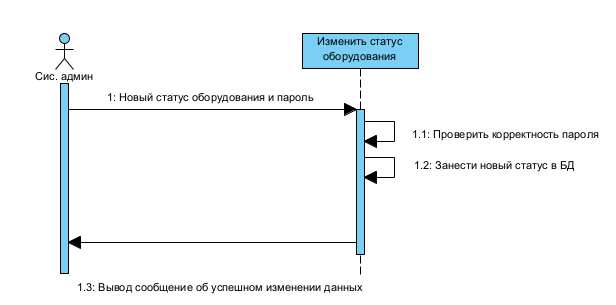 Изменить статус
оборудования
Сис. админ
1: Новый статус оборудования и пароль
1.1: Проверить корректность пароля
1.2: Занести новый статус в БД
1.3: Вывод сообщение об успешном изменении данных